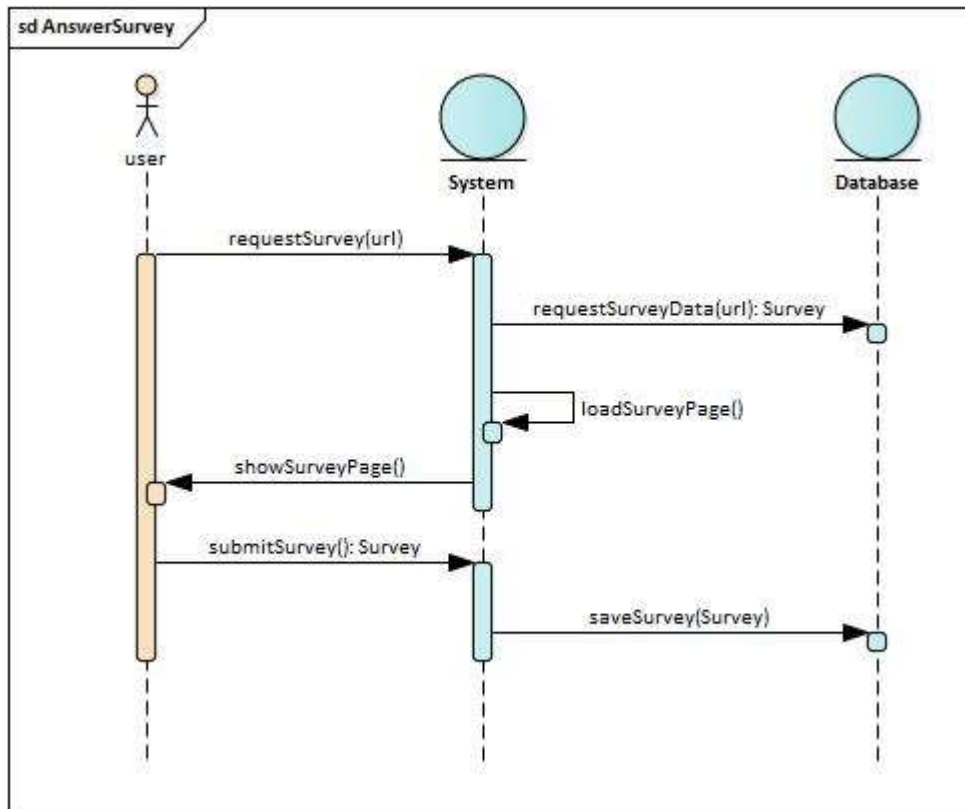 sd AnswerSurvey
user
System
Database
requestSurvey(url)
requestSurveyData(url): Survey
loadSurveyPage()
showSurveyPage()
submitSurvey(): Survey
saveSurvey(Survey)